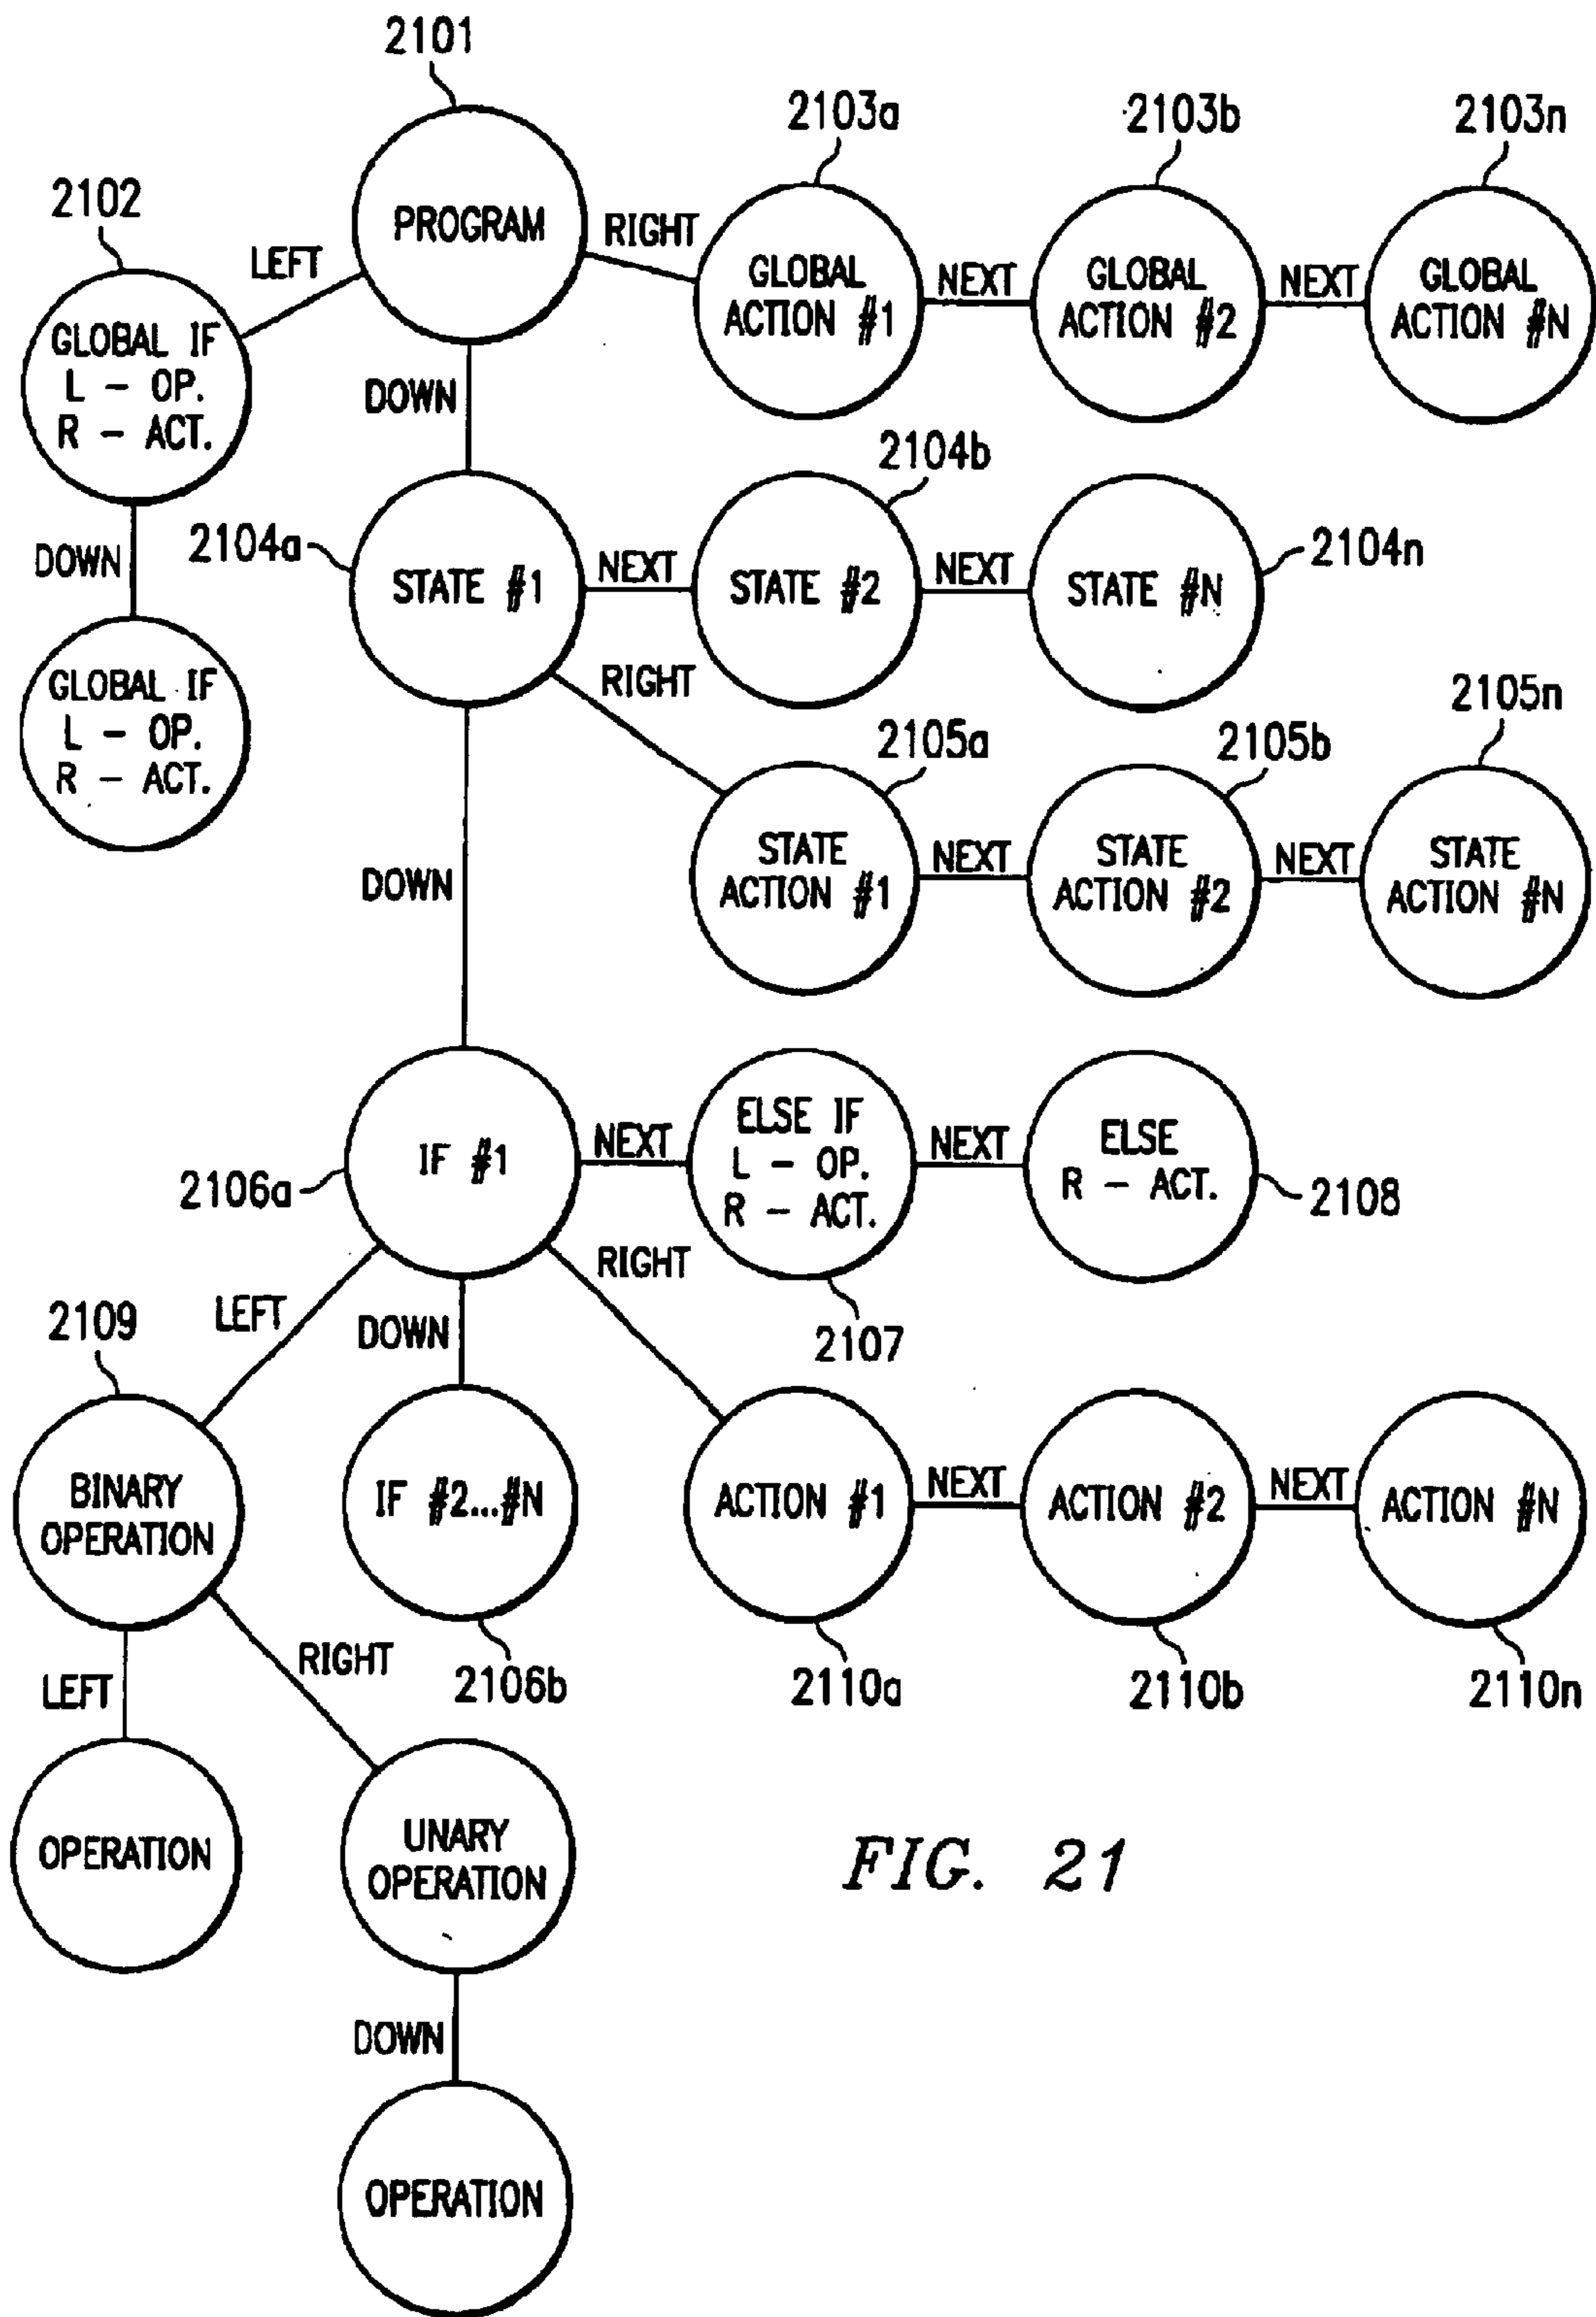 2101
2103a
2103b
2103n
2102
PROGRAM
RIGHT
LEFT
GLOBAL
ACTION #1
NEXT
GLOBAL
ACTION #2
NEXT
GLOBAL
ACTION #N
GLOBAL IF
L - OP.
R - ACT.
DOWN
2104b
DOWN
2104a
STATE #1
NEXT
STATE #2
NEXT
STATE #N
2104n
GLOBAL IF
L - OP.
R - ACT.
RIGHT
2105a
2105b
2105n
DOWN
STATE
ACTION #1
NEXT
STATE
ACTION #2
NEXT
STATE
ACTION #N
2106a
IF #1
NEXT
ELSE IF
L - OP.
R - ACT.
NEXT
ELSE
R - ACT.
2108
RIGHT
2107
2109
LEFT
DOWN
BINARY
OPERATION
IF #2...#N
ACTION #1
NEXT
ACTION #2
NEXT
ACTION #N
RIGHT
2106b
2110a
2110b
2110n
LEFT
OPERATION
UNARY
OPERATION
FIG. 21
DOWN
OPERATION